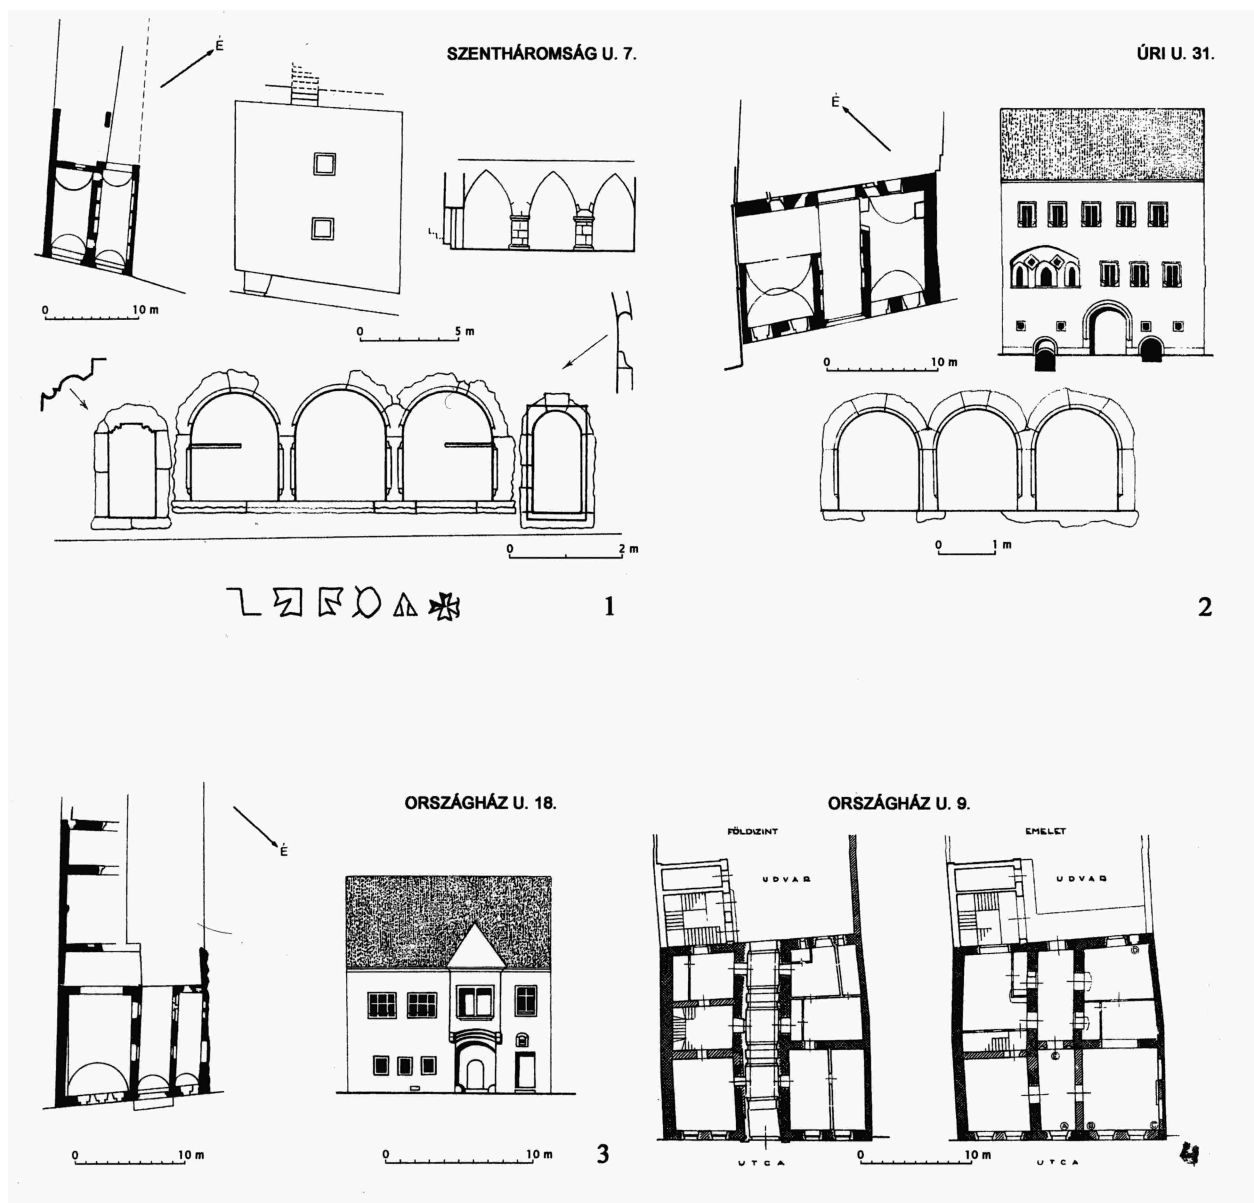 SZENTHÁROMSÁG U. 7.
É
0 10 m
0 5 m
0 2 m
1
ÚRI U. 31.
É
0 10 m
0 1 m
2
ORSZÁGHÁZ U. 18.
É
0 10 m
0 10 m
3
ORSZÁGHÁZ U. 9.
FÖLDSZINT
EMELET
UDVAR
UDVAR
D
C
A
B
C
UTCA
0 10 m
UTCA
4